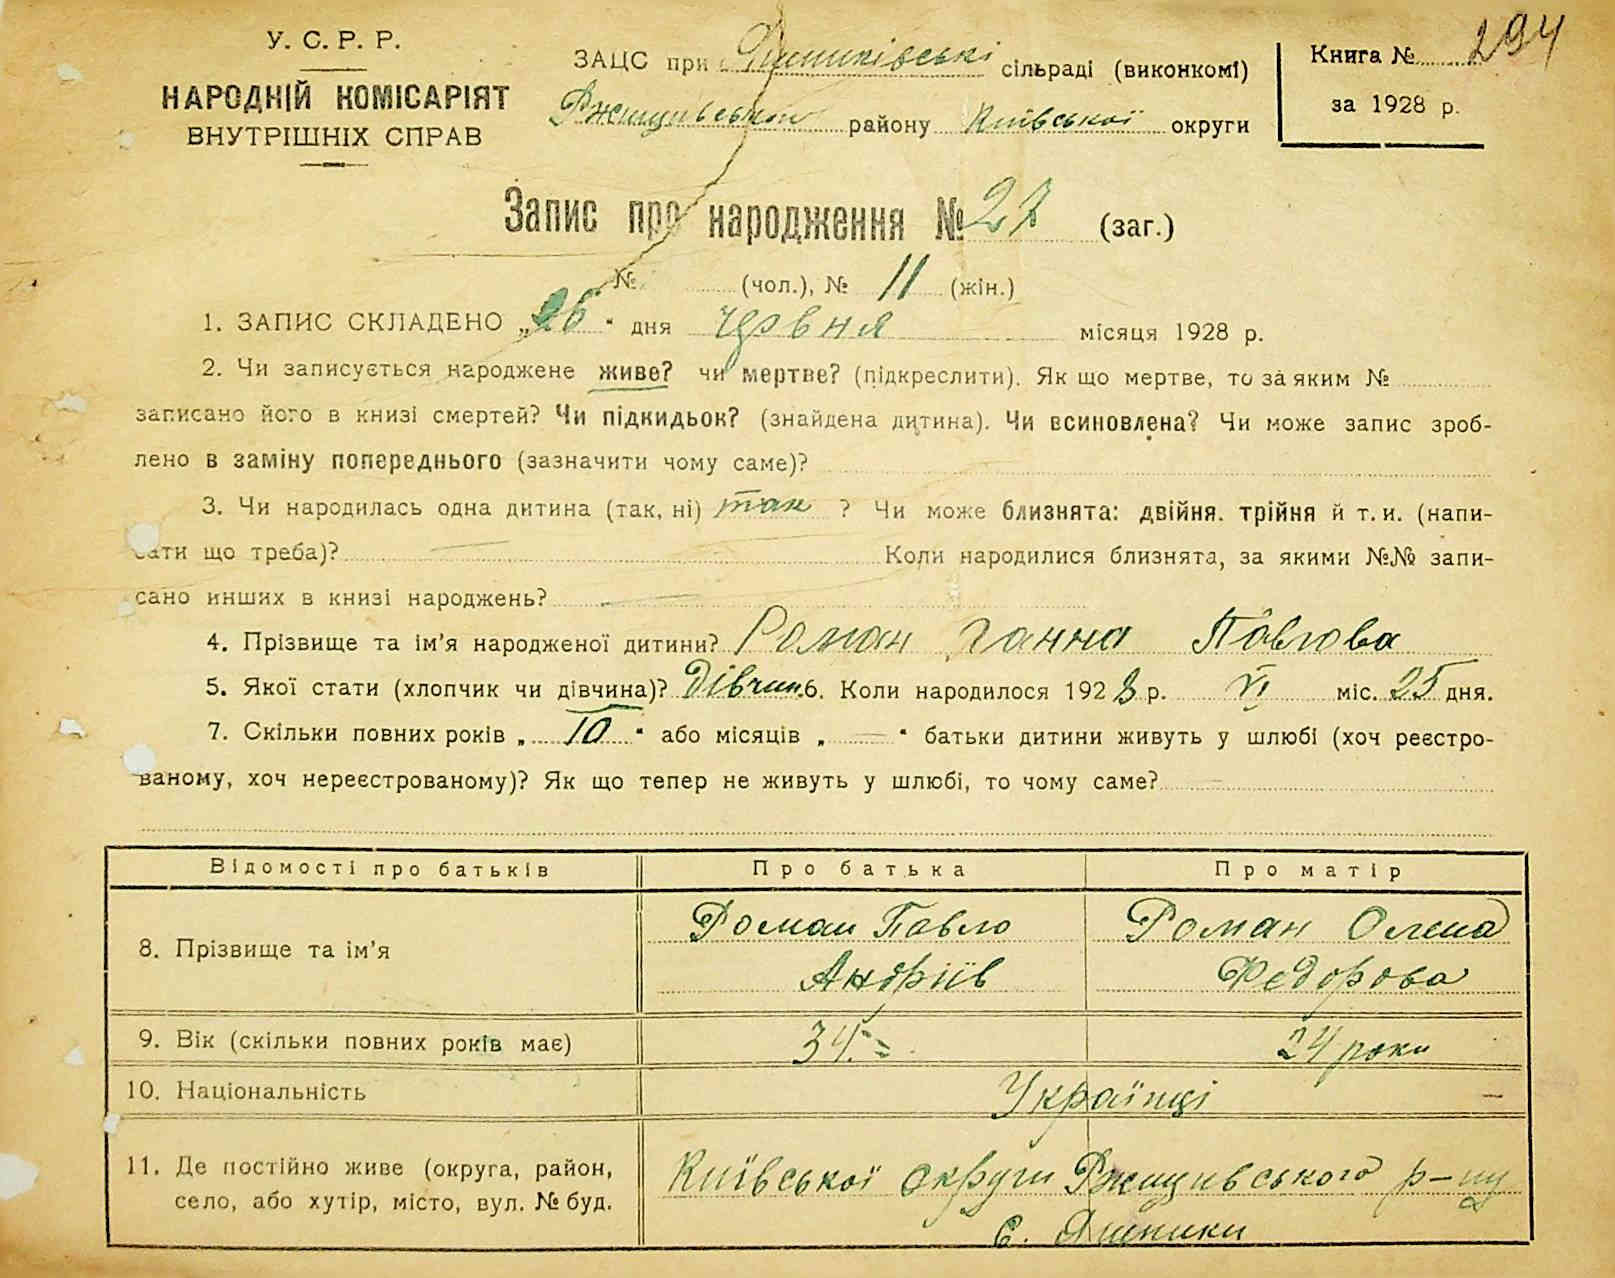 У. С. Р. Р.
НАРОДНІЙ КОМІСАРІЯТ
ВНУТРІШНІХ СПРАВ
ЗАЦС при сільраді (виконкомі)
району Київської округи
Книга № 294
за 1928 р.
Запис про народження № 27 (заг.)
№ (чол.), № 11 (жін.)
1. ЗАПИС СКЛАДЕНО „26“ дня червня місяця 1928 р.
2. Чи записується народжене живе? чи мертве? (підкреслити). Як що мертве, то за яким №
записано його в книзі смертей? Чи підкидьок? (знайдена дитина). Чи всиновлена? Чи може запис зроб-
лено в заміну попереднього (зазначити чому саме)?
3. Чи народилась одна дитина (так, ні) так ? Чи може близнята: двійня. трійня й т. и. (напи-
сати що треба)? Коли народилися близнята, за якими №№ запи-
сано инших в книзі народжень?
4. Прізвище та ім’я народженої дитини? Роман Ганна Павлова
5. Якої стати (хлопчик чи дівчина)? Дівчин. 6. Коли народилося 1928 р. VI міс. 25 дня.
7. Скільки повних років „ 10 “ або місяців „ — “ батьки дитини живуть у шлюбі (хоч реєстро-
ваному, хоч нереєстрованому)? Як що тепер не живуть у шлюбі, то чому саме?
Відомості про батьків Про батька Про матір
8. Прізвище та ім’я Роман Павло Роман Олена
Андріїв Федорова
9. Вік (скільки повних років має) 34 24 роки
10. Національність Українці
11. Де постійно живе (округа, район, Київської округи Ржищівського р-ну
село, або хутір, місто, вул. № буд. с.